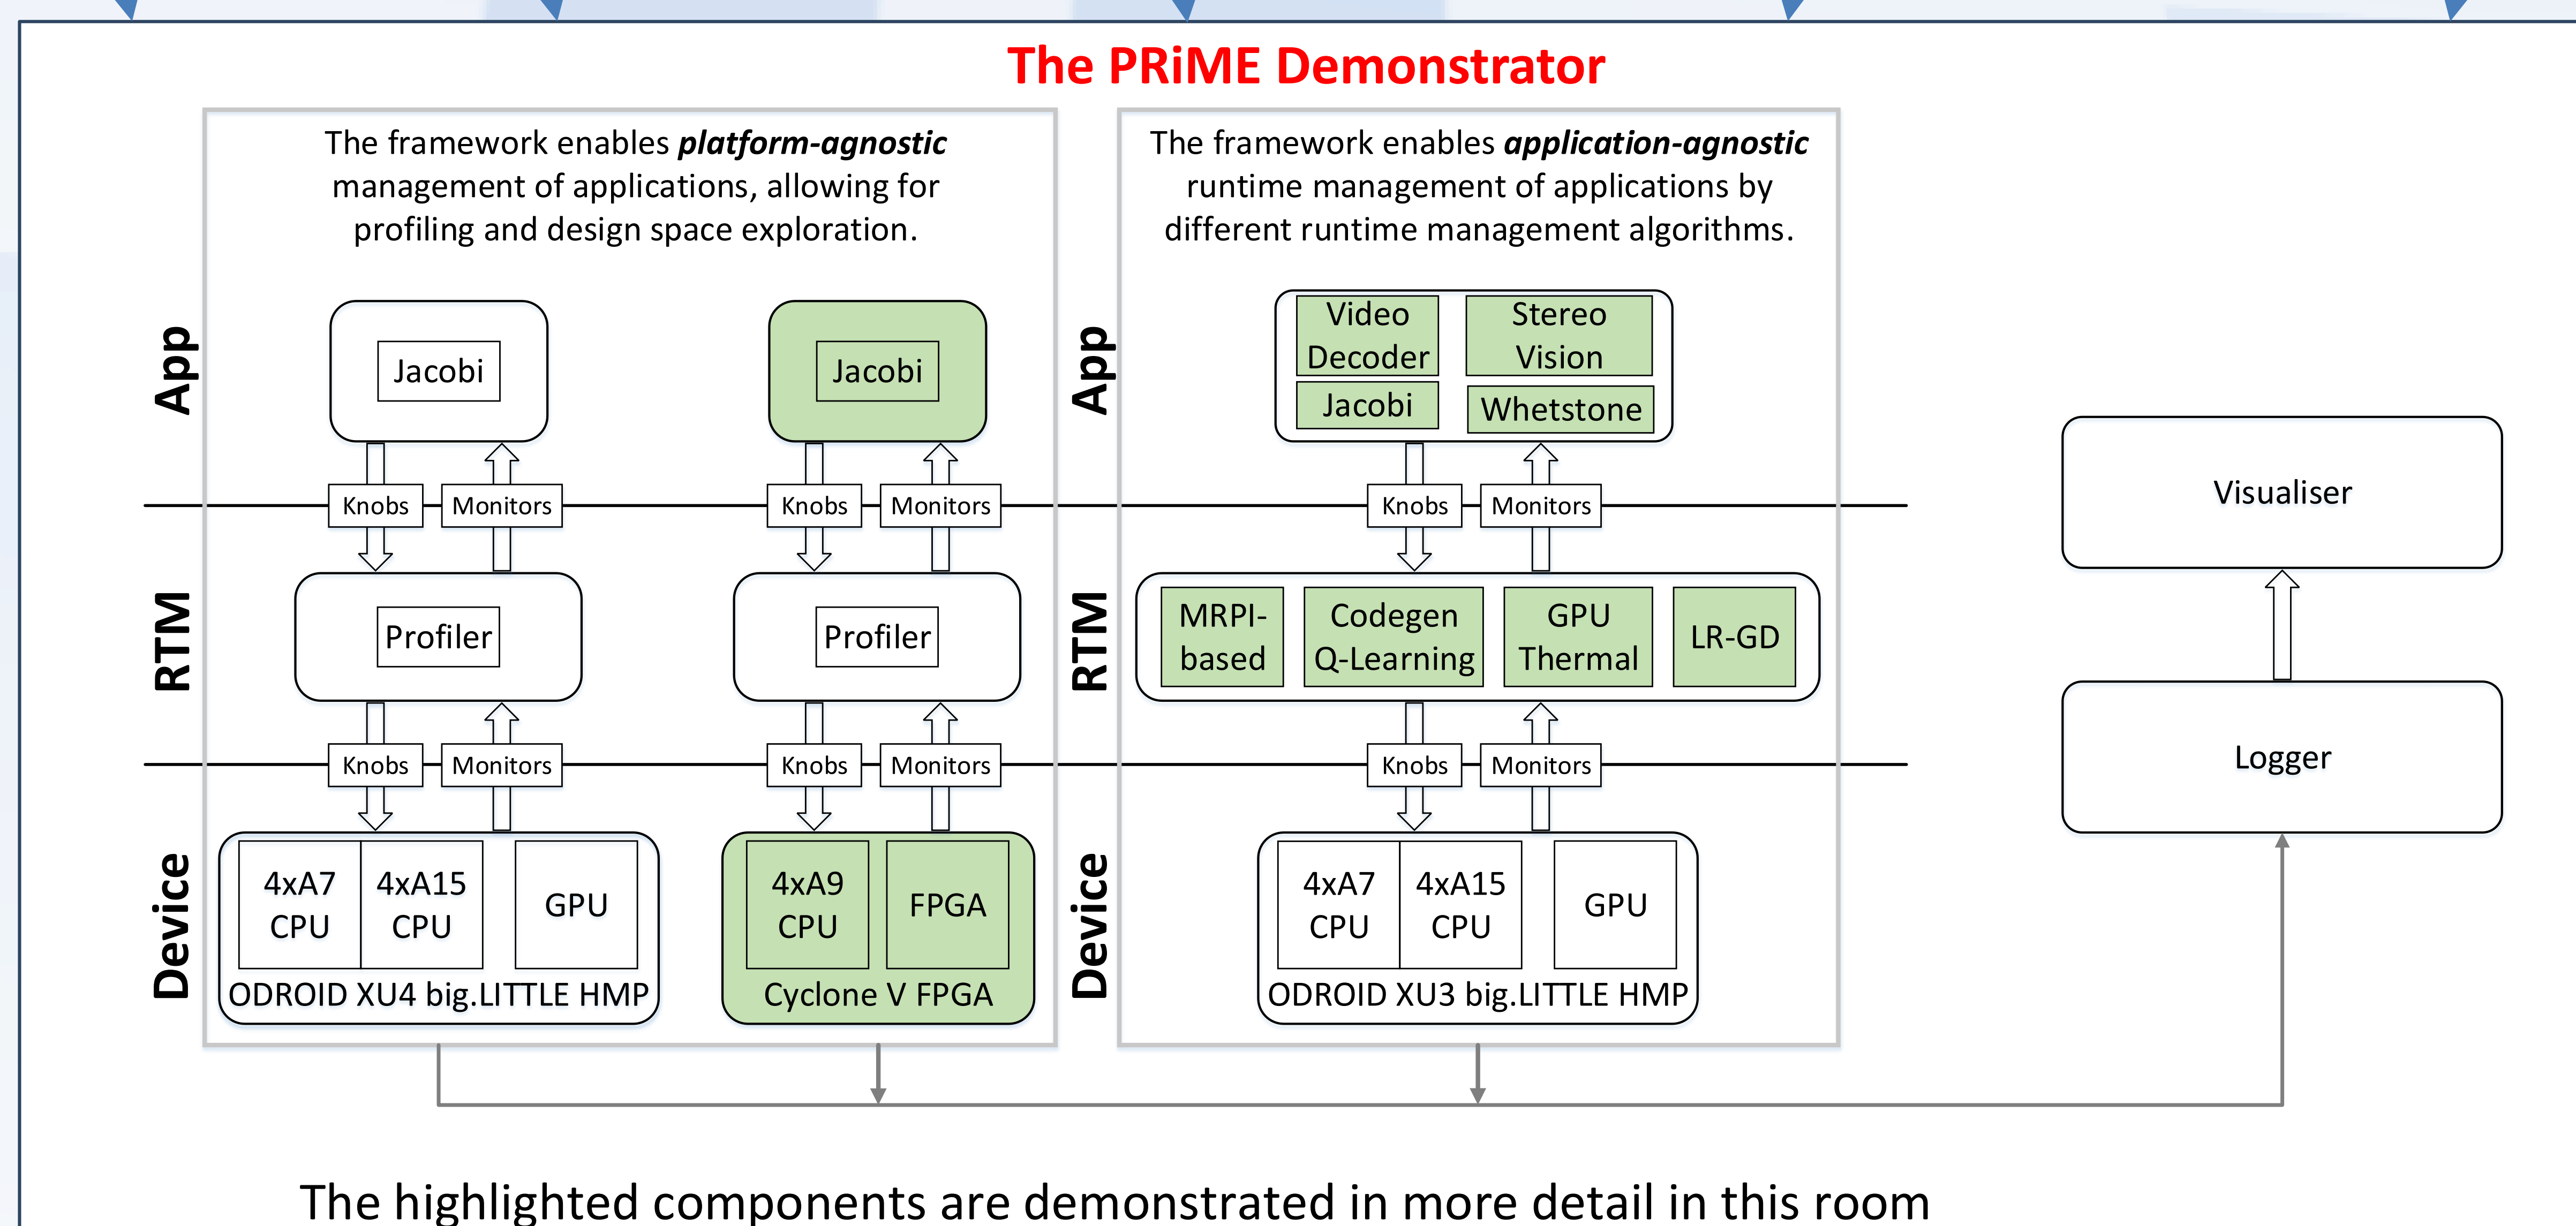 The PRiME Demonstrator
The framework enables platform-agnostic
management of applications, allowing for
profiling and design space exploration.
App
Jacobi
Jacobi
Knobs
Monitors
Knobs
Monitors
RTM
Profiler
Profiler
Knobs
Monitors
Knobs
Monitors
Device
4xA7
CPU
4xA15
CPU
GPU
ODROID XU4 big.LITTLE HMP
4xA9
CPU
FPGA
Cyclone V FPGA
The framework enables application-agnostic
runtime management of applications by
different runtime management algorithms.
App
Video
Decoder
Stereo
Vision
Jacobi
Whetstone
Knobs
Monitors
RTM
MRPI-
based
Codegen
Q-Learning
GPU
Thermal
LR-GD
Knobs
Monitors
Device
4xA7
CPU
4xA15
CPU
GPU
ODROID XU3 big.LITTLE HMP
Visualiser
Logger
The highlighted components are demonstrated in more detail in this room